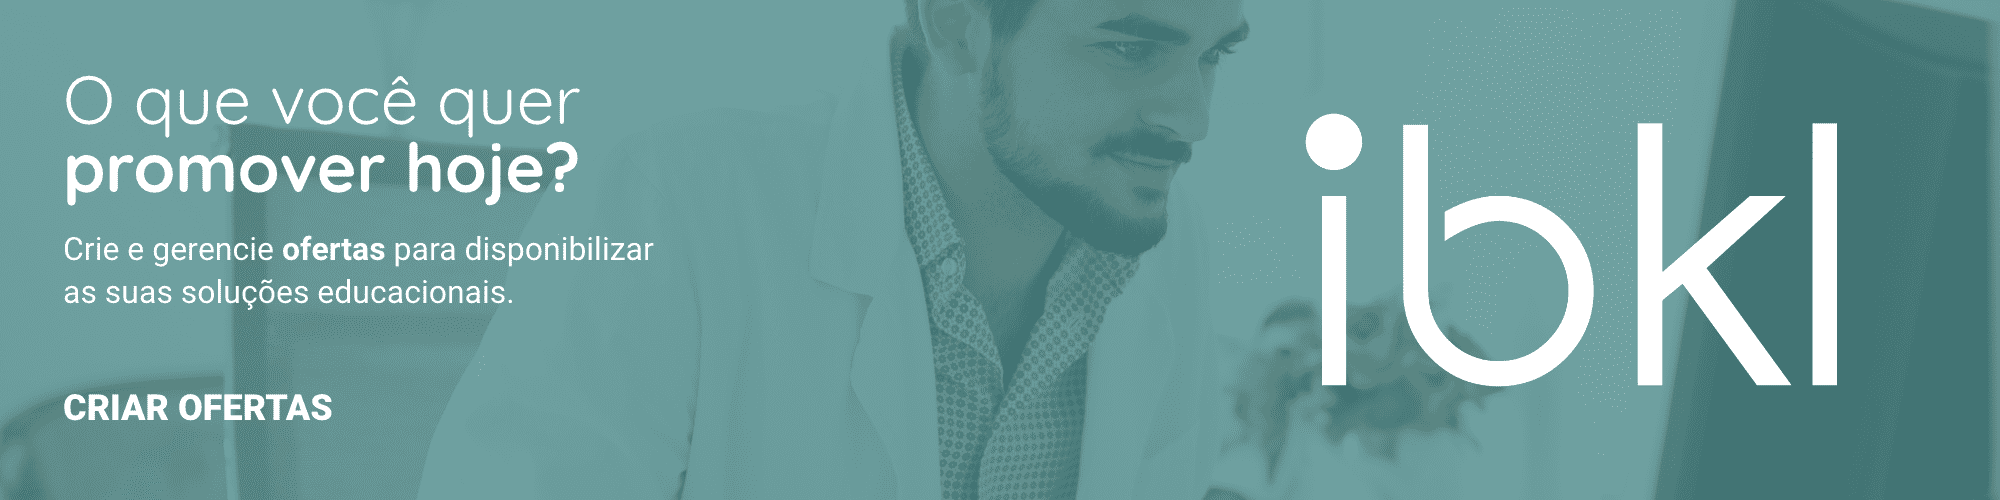 O que você quer
promover hoje?
Crie e gerencie ofertas para disponibilizar
as suas soluções educacionais.
CRIAR OFERTAS
ibkl